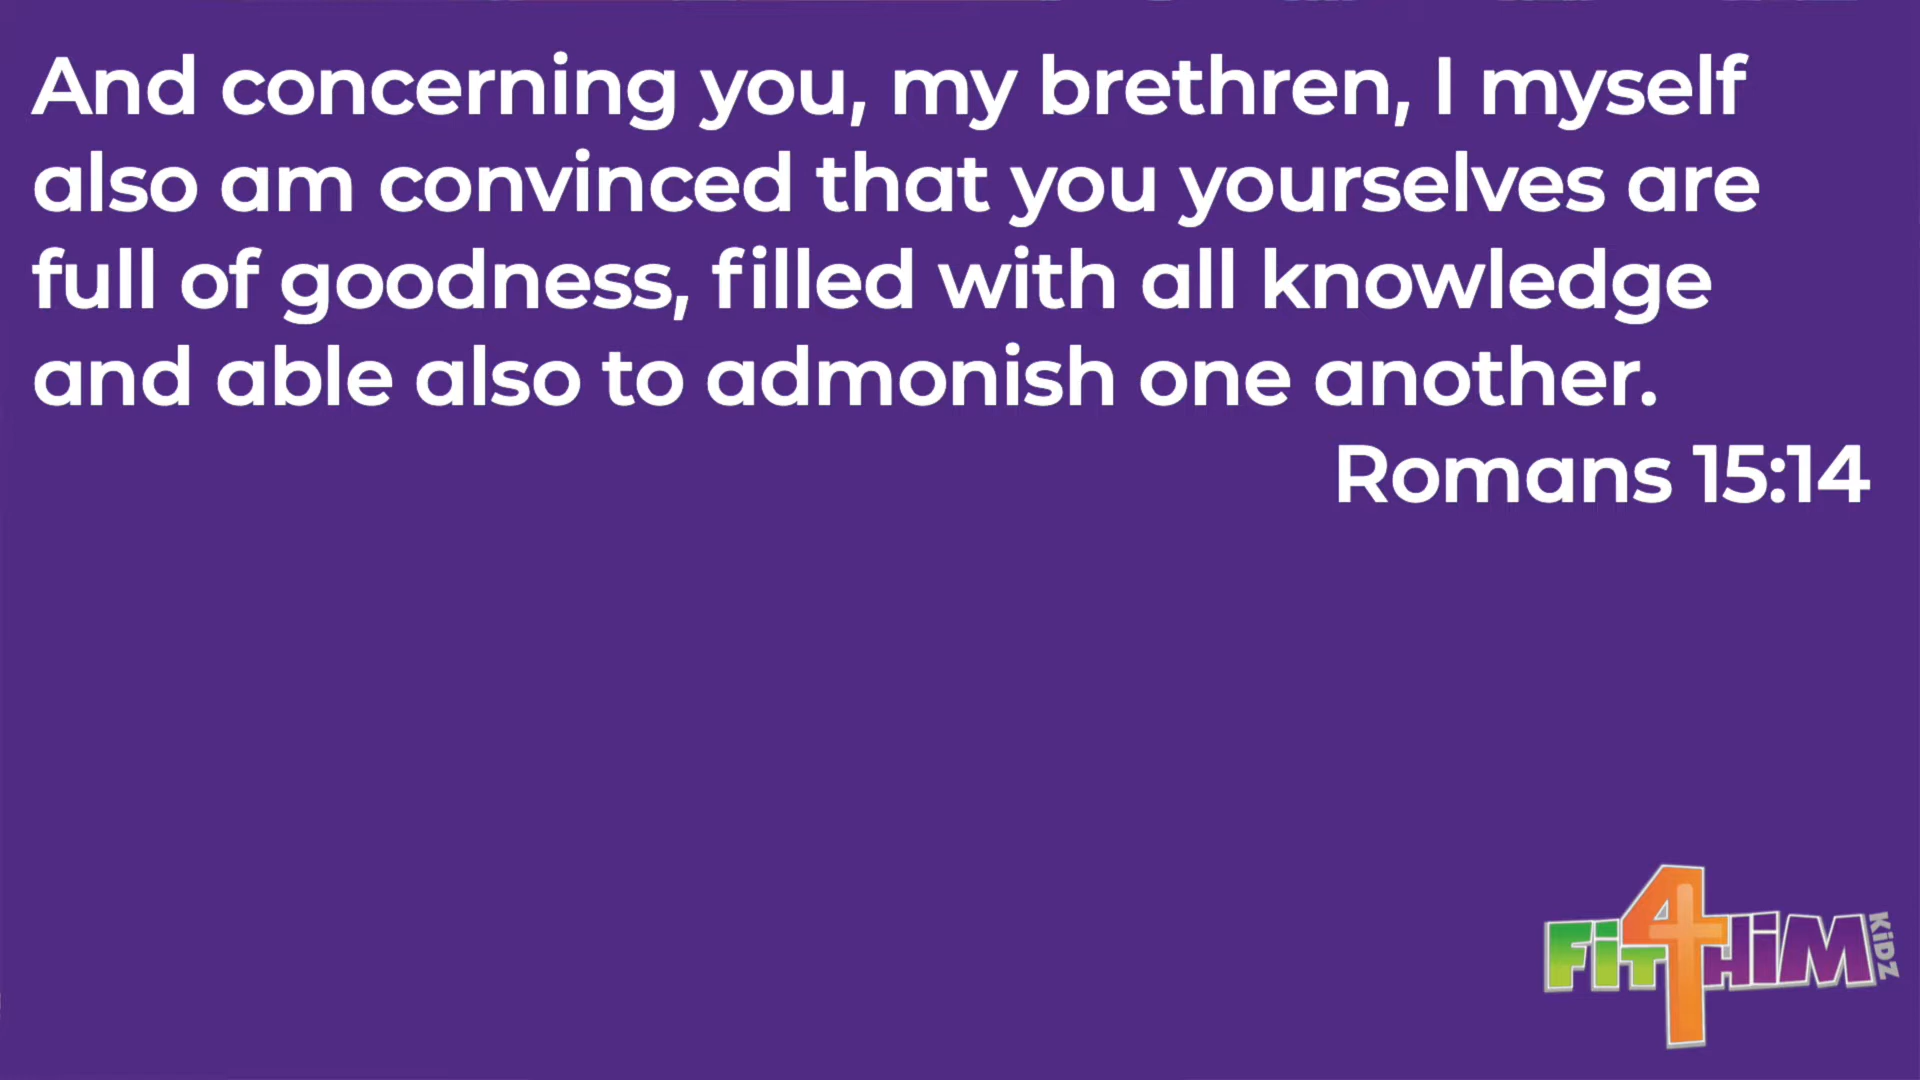 And concerning you, my brethren, I myself
also am convinced that you yourselves are
full of goodness, filled with all knowledge
and able also to admonish one another.
Romans 15:14
FiT4HiM KiDZ